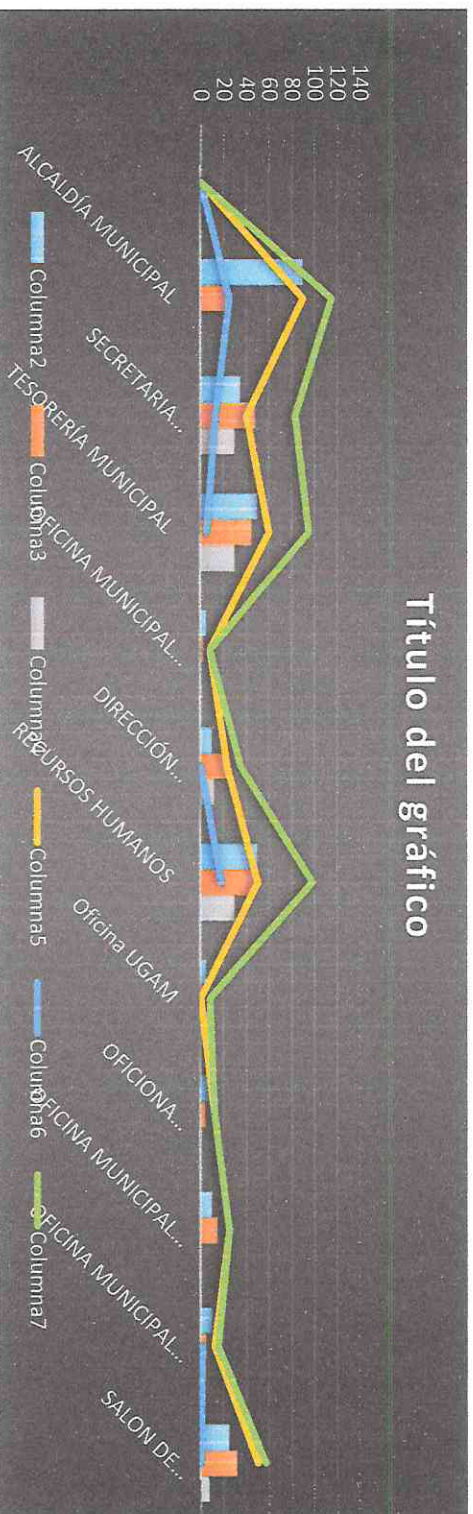 Título del gráfico
140
120
100
80
60
40
20
0
ALCALDÍA MUNICIPAL
SECRETARIA...
TESORERÍA MUNICIPAL
OFICINA MUNICIPAL...
DIRECCIÓN...
RECURSOS HUMANOS
Oficina UGAM
OFICIONA...
OFICINA MUNICIPAL...
OFICINA MUNICIPAL...
SALON DE...
Columna2
Columna3
Columna5
Columna6
Columna7